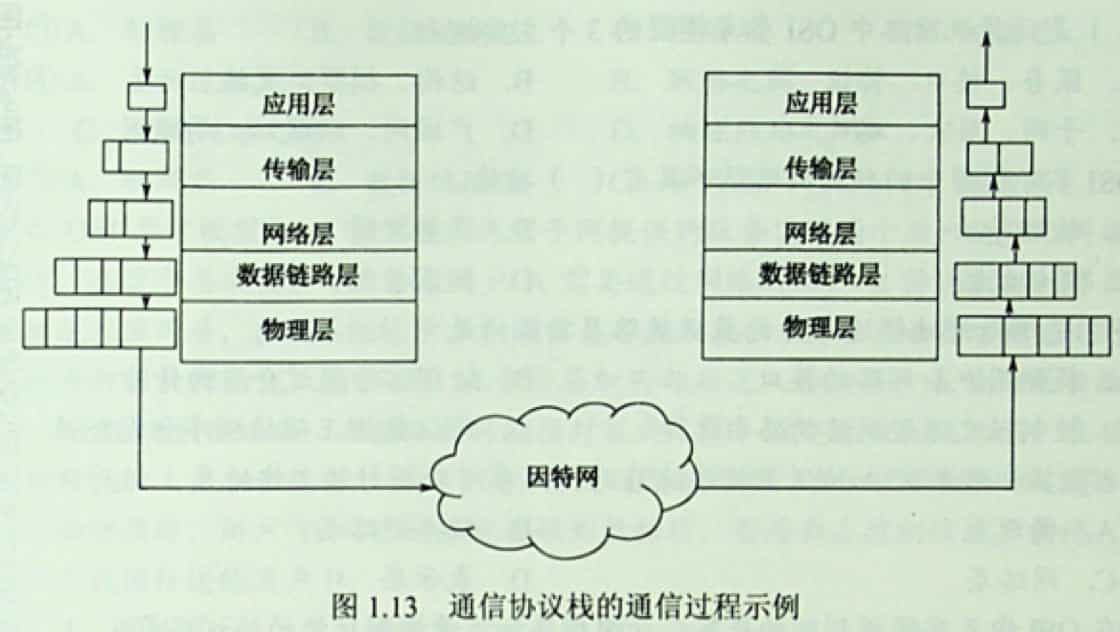 应用层
传输层
网络层
数据链路层
物理层
应用层
传输层
网络层
数据链路层
物理层
因特网
图 1.13 通信协议栈的通信过程示例